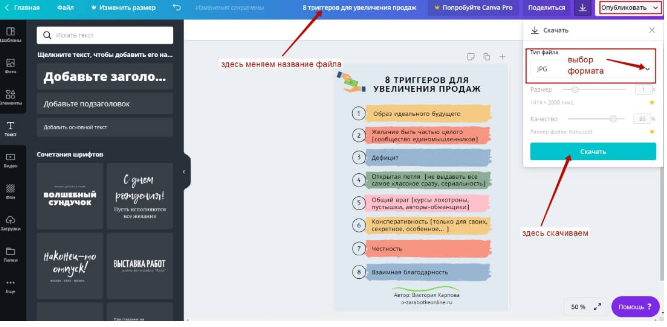 Главная
Файл
Изменить размер
Изменения сохранены
8 триггеров для увеличения продаж
Попробуйте Canva Pro
Поделиться
Опубликовать
Шаблоны
Фото
Элементы
Текст
Видео
Фон
Загрузки
Папки
Еще
Искать текст
Щелкните текст, чтобы добавить его на...
Добавьте заголо...
Добавьте подзаголовок
Добавить основной текст
Сочетания шрифтов
ВОЛШЕБНЫЙ
СУНДУЧОК
С днем
рождения!
Пусть исполняются
все желания
Наконец-то
отпуск!
ВЫСТАВКА РАБОТ
здесь меняем название файла
8 ТРИГГЕРОВ ДЛЯ
УВЕЛИЧЕНИЯ ПРОДАЖ
1 Образ идеального будущего
2 Желания быть частью целого
[сообщество единомышленников]
3 Дефицит
4 Открытая петля [не выдавать все
самое классное сразу, сериальность]
5 Общий враг [курсы лохотроны,
пустышки, авторы-обманщики]
6 Консперативность [только для своих,
секретное, особенное... ]
7 Честность
8 Взаимная благодарность
Автор: Виктория Карпова
o-zarabotkeonline.ru
Скачать
Тип файла
JPG
выбор
формата
Размер
1
1414 × 2000 пикс.
Качество
80
Размер файла: Большой
Скачать
здесь скачиваем
50 %
Помощь ?